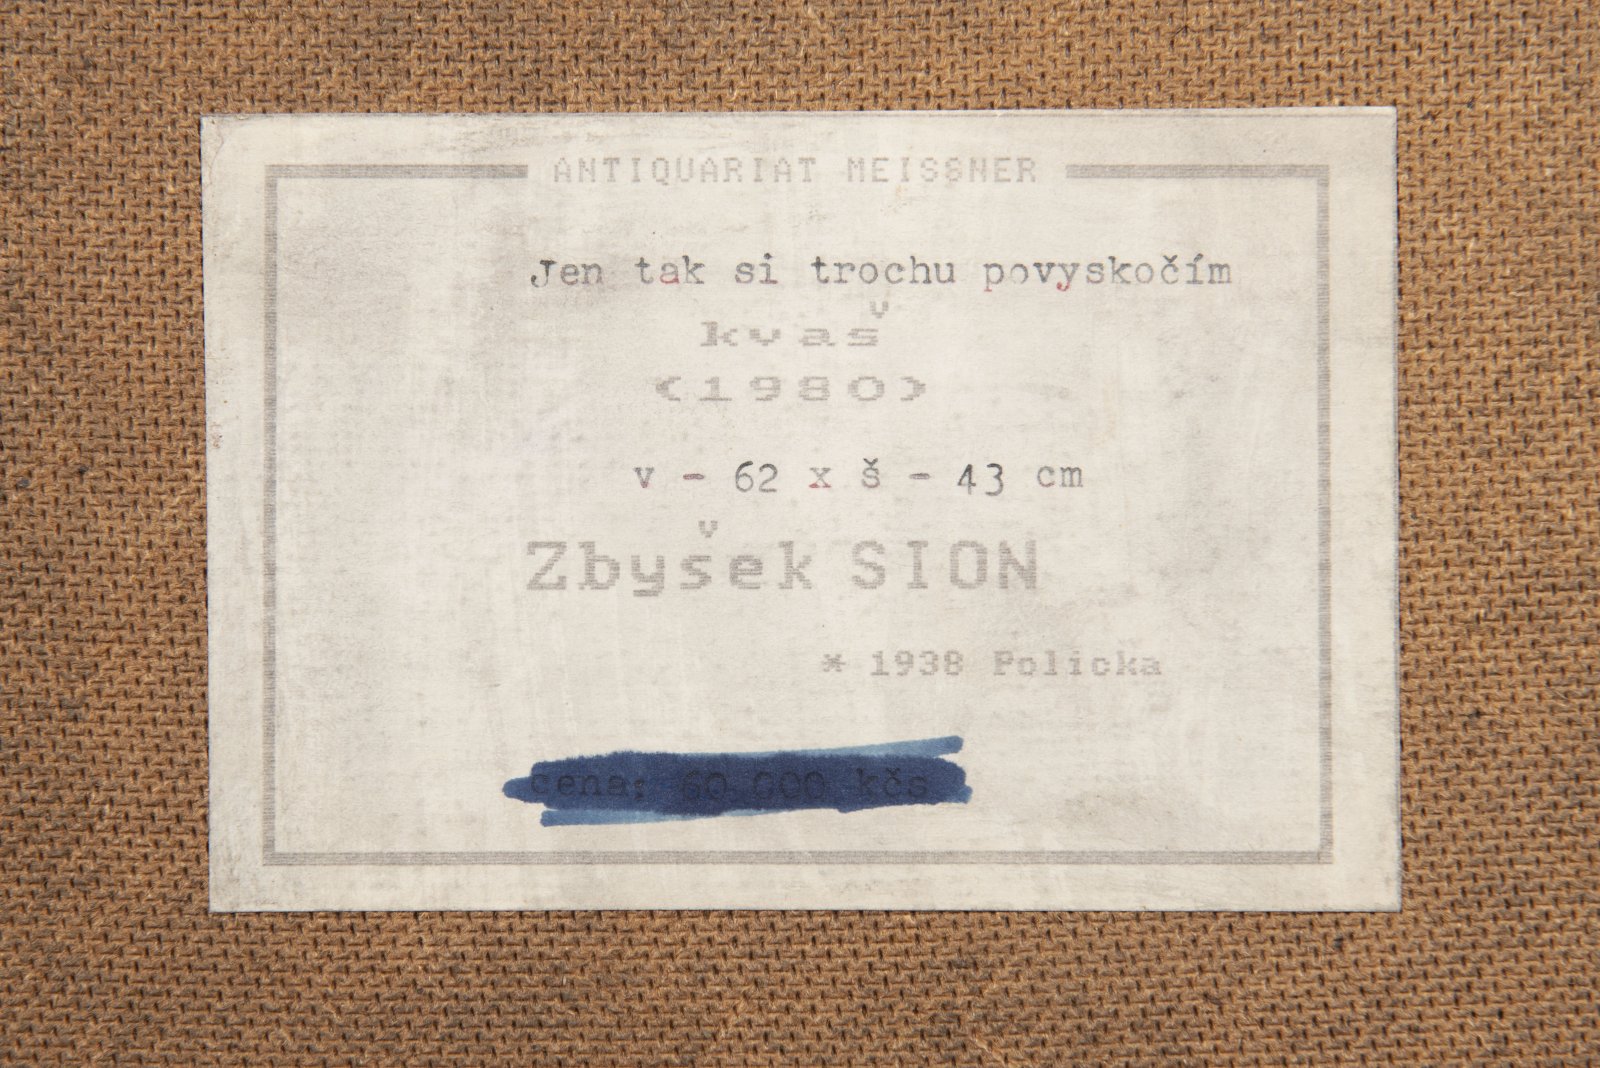 ANTIQUARIAT MEISSNER
Jen tak si trochu povyskočím
kvaš
(1980)
v - 62 x š - 43 cm
Zbyšek SION
* 1938 Policka
cena: 60 000 kčs